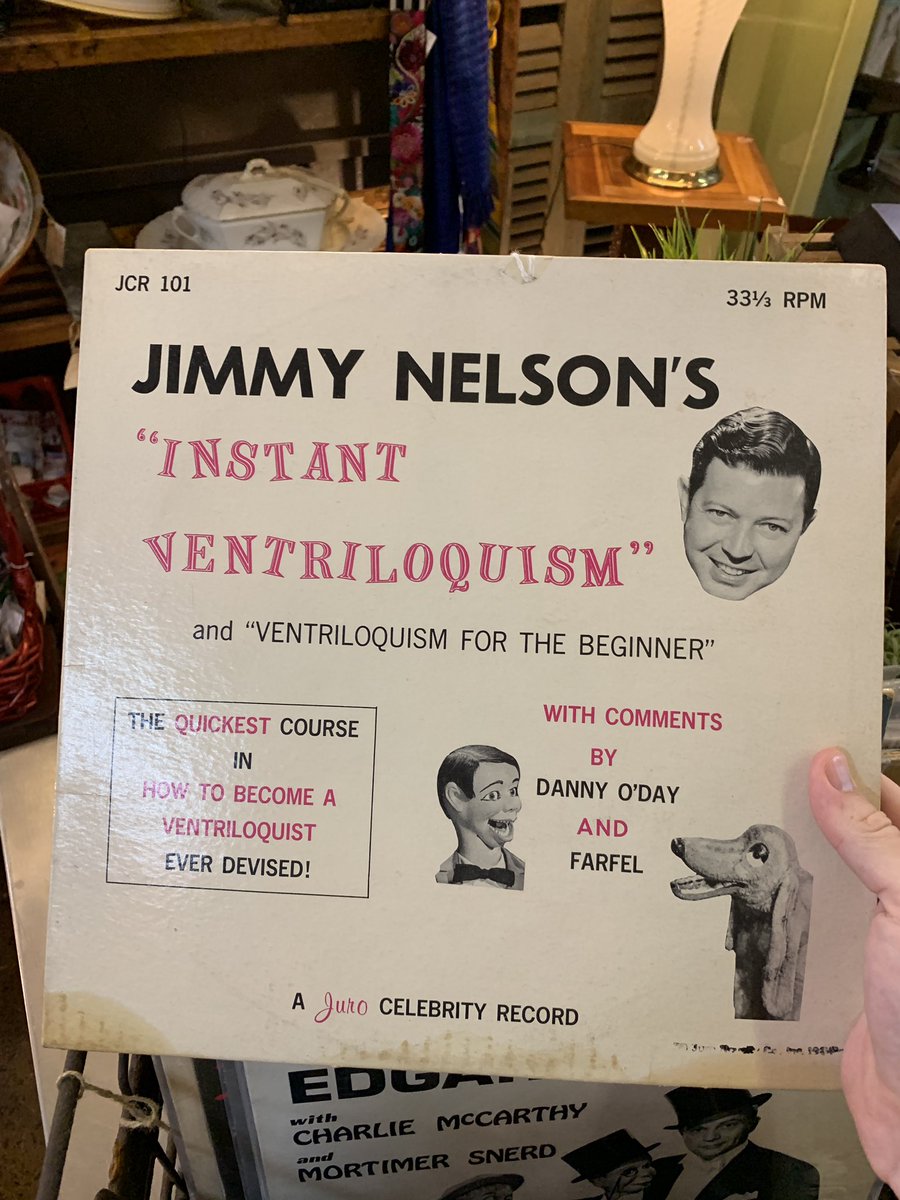 JCR 101
33⅓ RPM
JIMMY NELSON'S
"INSTANT
VENTRILOQUISM"
and "VENTRILOQUISM FOR THE BEGINNER"
THE QUICKEST COURSE
IN
HOW TO BECOME A
VENTRILOQUIST
EVER DEVISED!
WITH COMMENTS
BY
DANNY O'DAY
AND
FARFEL
A Juro CELEBRITY RECORD
with
CHARLIE McCARTHY
and
MORTIMER SNERD